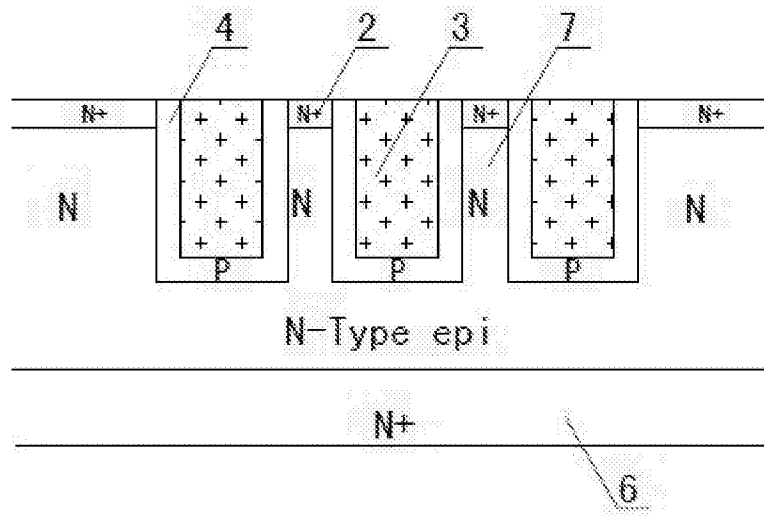 4 2 3 7
N+ N+ N+ N+
N N N N
P P P
N-Type epi
N+
6